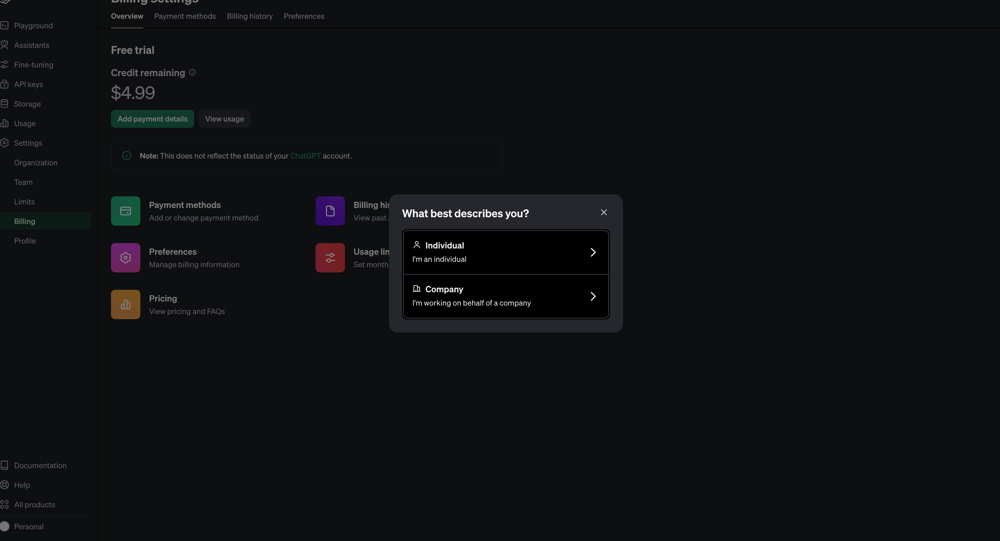 Billing settings
Overview
Payment methods
Billing history
Preferences
Playground
Assistants
Fine-tuning
API keys
Storage
Usage
Settings
Organization
Team
Limits
Billing
Profile
Documentation
Help
All products
Personal
Free trial
Credit remaining
$4.99
Add payment details
View usage
Note: This does not reflect the status of your ChatGPT account.
Payment methods
Add or change payment method
Billing his
View past
Preferences
Manage billing information
Usage lim
Set month
Pricing
View pricing and FAQs
What best describes you?
Individual
I'm an individual
Company
I'm working on behalf of a company